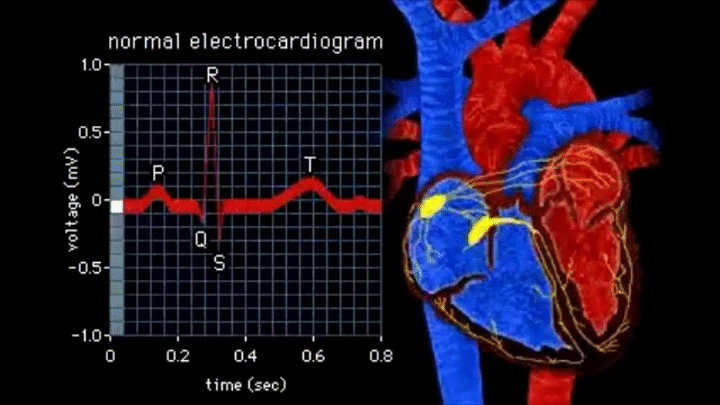 normal electrocardiogram
1.0
R
0.5
P
T
0
voltage (mV)
Q
S
-0.5
-1.0
0 0.2 0.4 0.6 0.8
time (sec)